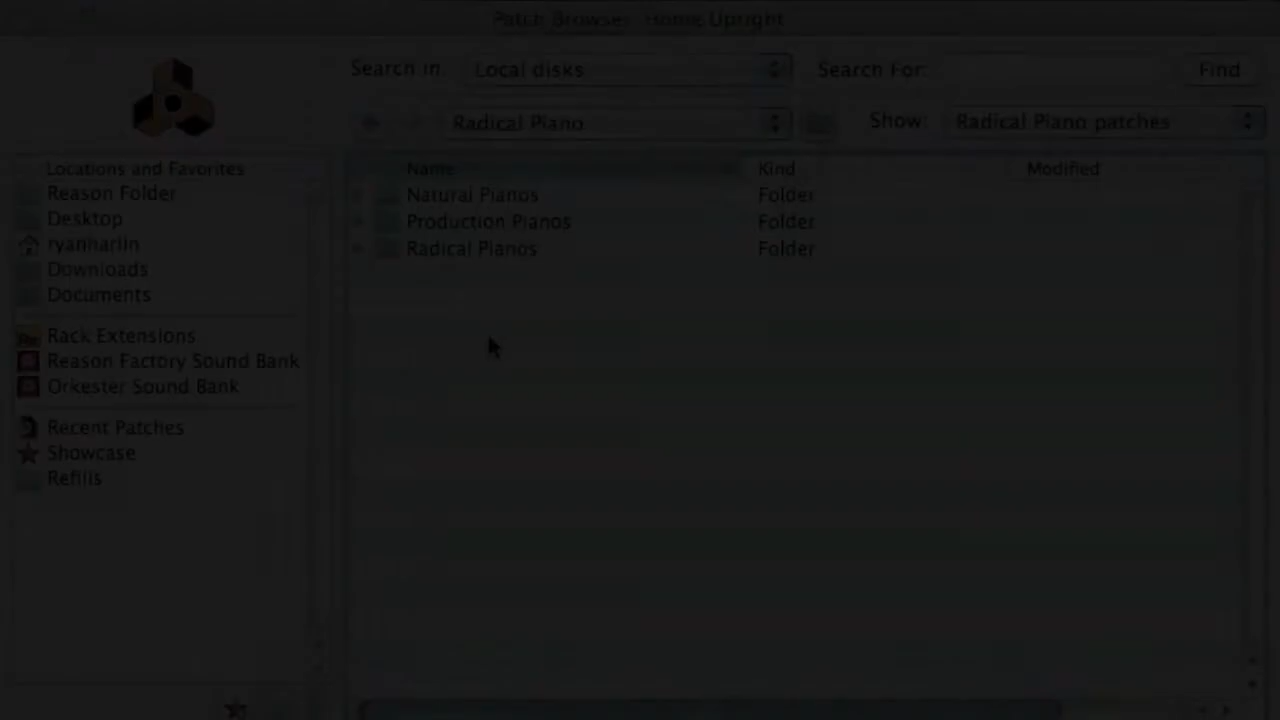 Patch Browser: Home Upright
Search in: Local disks Search For: Find
Radical Piano Show: Radical Piano patches
Locations and Favorites
Reason Folder
Desktop
ryanharlin
Downloads
Documents
Rack Extensions
Reason Factory Sound Bank
Orkester Sound Bank
Recent Patches
Showcase
Refills
Name Kind Modified
Natural Pianos Folder
Production Pianos Folder
Radical Pianos Folder